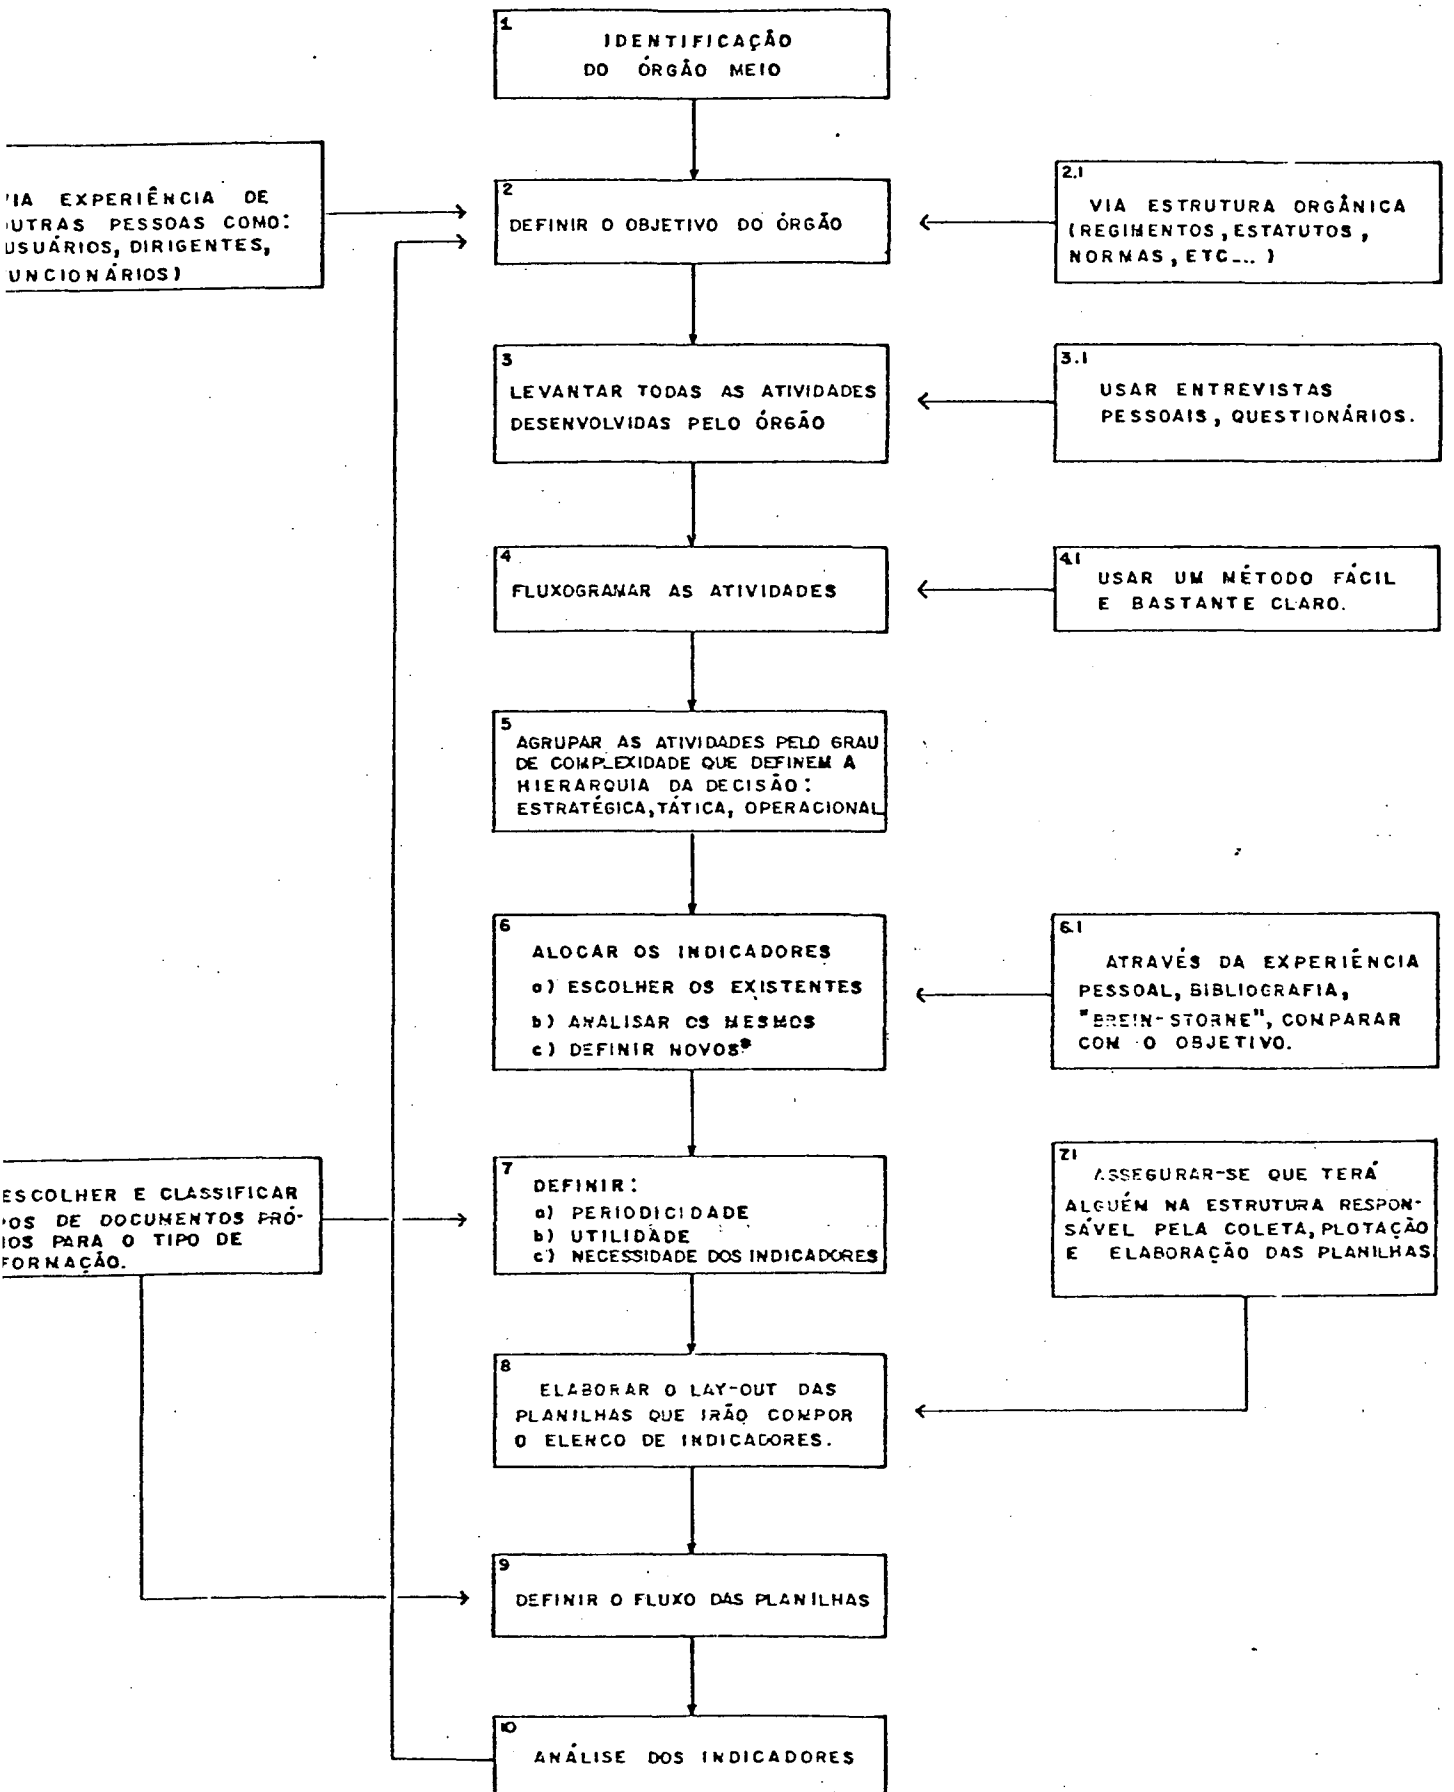 1
IDENTIFICAÇÃO
DO ÓRGÃO MEIO
EXPERIÊNCIA DE
PESSOAS COMO:
USUÁRIOS, DIRIGENTES,
2
DEFINIR O OBJETIVO DO ÓRGÃO
2.1
VIA ESTRUTURA ORGÂNICA
(REGIMENTOS, ESTATUTOS,
NORMAS, ETC... )
3
LEVANTAR TODAS AS ATIVIDADES
DESENVOLVIDAS PELO ÓRGÃO
3.1
USAR ENTREVISTAS
PESSOAIS, QUESTIONÁRIOS.
4
FLUXOGRAMAR AS ATIVIDADES
4.1
USAR UM MÉTODO FÁCIL
E BASTANTE CLARO.
5
AGRUPAR AS ATIVIDADES PELO GRAU
DE COMPLEXIDADE QUE DEFINEM A
HIERARQUIA DA DECISÃO:
ESTRATÉGICA, TÁTICA, OPERACIONAL
6
ALOCAR OS INDICADORES
a) ESCOLHER OS EXISTENTES
b) ANALISAR OS MESMOS
c) DEFINIR NOVOS
6.1
ATRAVÉS DA EXPERIÊNCIA
PESSOAL, BIBLIOGRAFIA,
"BREIN-STORNE", COMPARAR
COM O OBJETIVO.
ESCOLHER E CLASSIFICAR
DE DOCUMENTOS PRÓ-
PARA O TIPO DE
7
DEFINIR:
a) PERIODICIDADE
b) UTILIDADE
c) NECESSIDADE DOS INDICADORES
7.1
ASSEGURAR-SE QUE TERÁ
ALGUÉM NA ESTRUTURA RESPON-
SÁVEL PELA COLETA, PLOTAÇÃO
E ELABORAÇÃO DAS PLANILHAS
8
ELABORAR O LAY-OUT DAS
PLANILHAS QUE IRÃO COMPOR
O ELENCO DE INDICADORES.
9
DEFINIR O FLUXO DAS PLANILHAS
10
ANÁLISE DOS INDICADORES